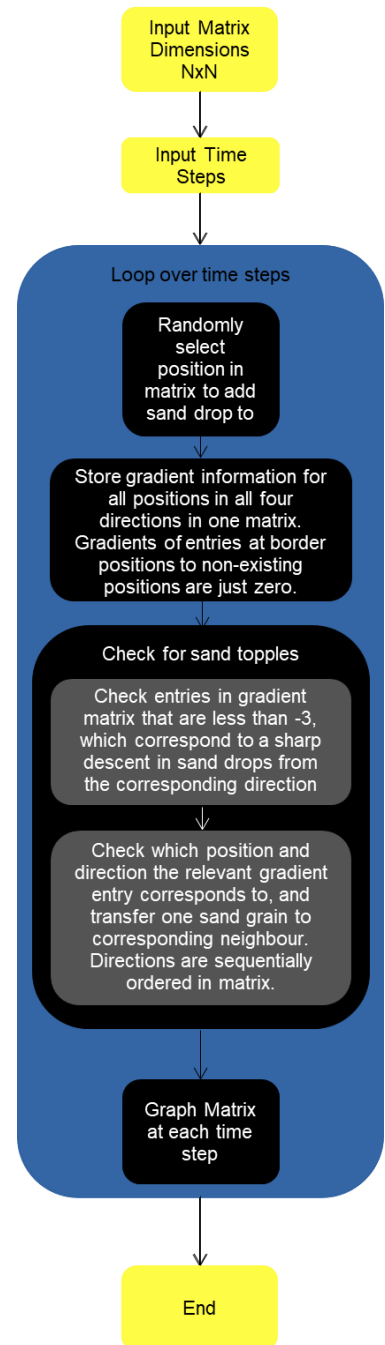 Input Matrix
Dimensions
NxN
Input Time
Steps
Loop over time steps
Randomly
select
position in
matrix to add
sand drop to
Store gradient information for
all positions in all four
directions in one matrix.
Gradients of entries at border
positions to non-existing
positions are just zero.
Check for sand topples
Check entries in gradient
matrix that are less than -3,
which correspond to a sharp
descent in sand drops from
the corresponding direction
Check which position and
direction the relevant gradient
entry corresponds to, and
transfer one sand grain to
corresponding neighbour.
Directions are sequentially
ordered in matrix.
Graph Matrix
at each time
step
End